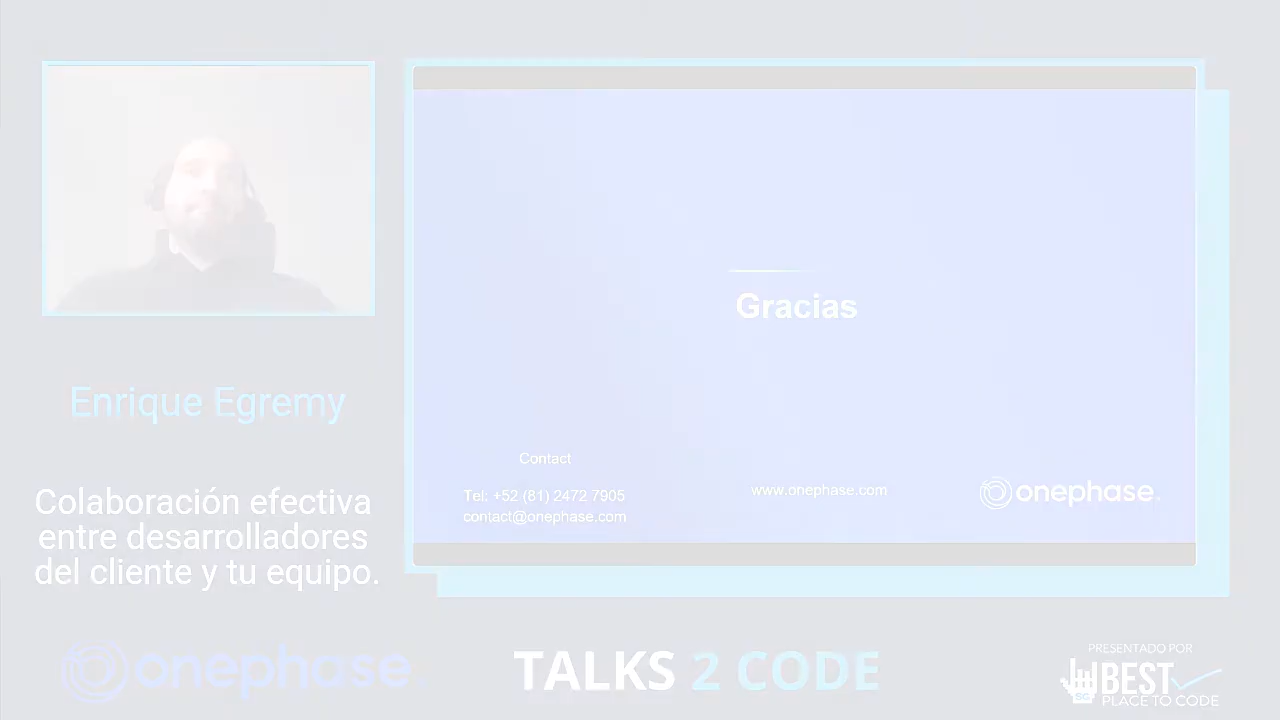 Gracias
Contact
Tel: +52 (81) 2472 7905
contact@onephase.com
www.onephase.com
onephase.
Enrique Egremy
Colaboración efectiva
entre desarrolladores
del cliente y tu equipo.
onephase
TALKS 2 CODE
PRESENTADO POR
SG
BEST
PLACE TO CODE